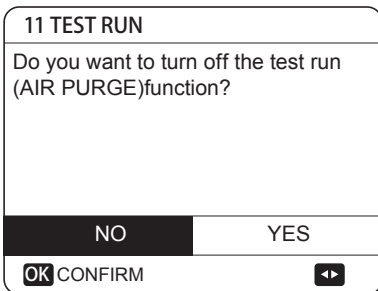 11 TEST RUN
Do you want to turn off the test run
(AIR PURGE)function?
NO YES
OK CONFIRM